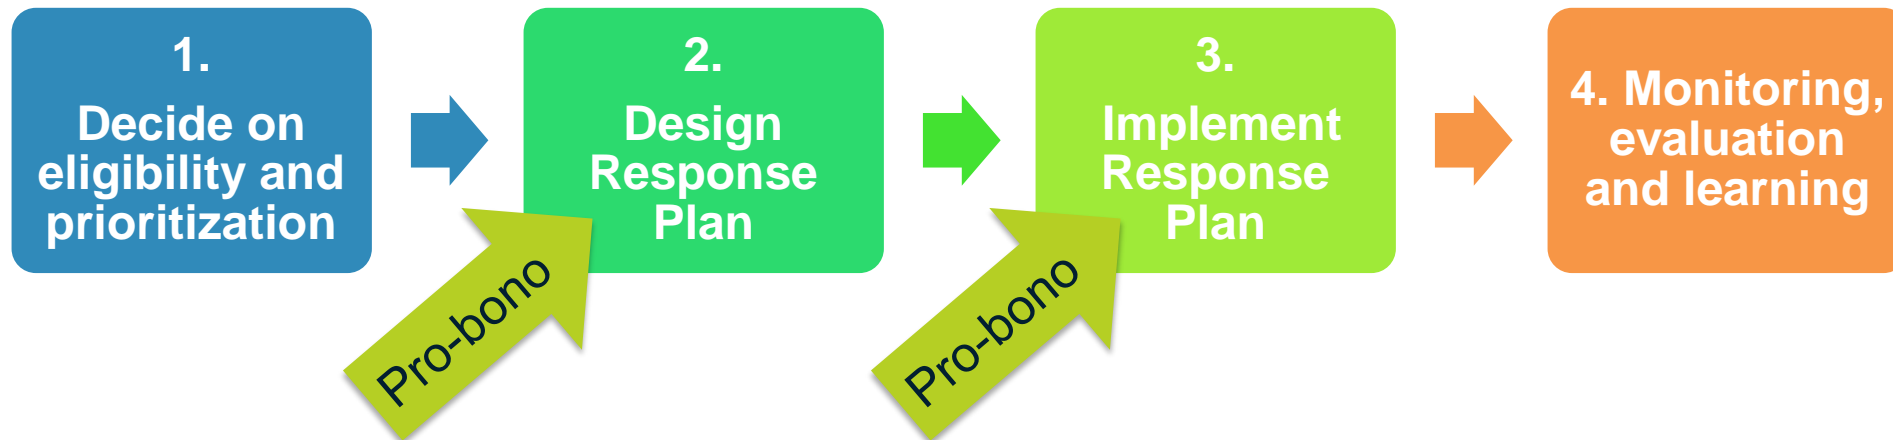 1.
Decide on
eligibility and
prioritization
2.
Design
Response
Plan
3.
Implement
Response
Plan
4. Monitoring,
evaluation
and learning
Pro-bono
Pro-bono